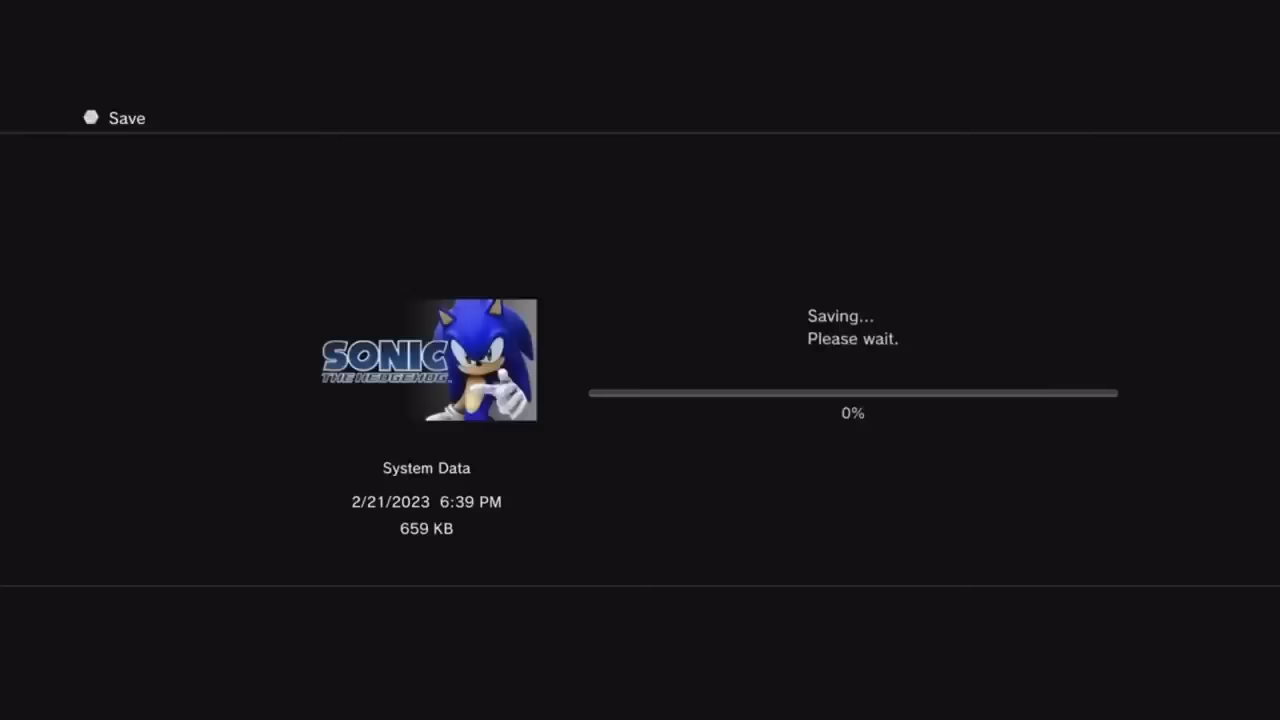 Save
SONIC
THE HEDGEHOG
Saving...
Please wait.
0%
System Data
2/21/2023 6:39 PM
659 KB